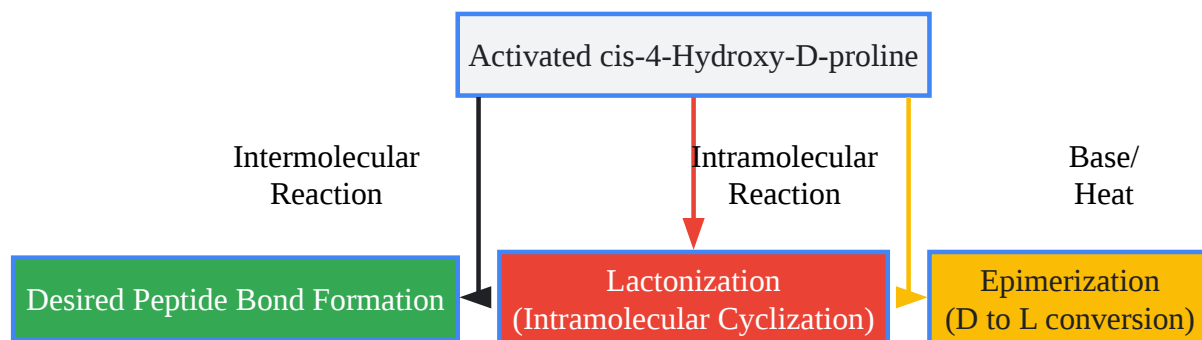 Activated cis-4-Hydroxy-D-proline
Intermolecular
Reaction
Intramolecular
Reaction
Base/
Heat
Desired Peptide Bond Formation
Lactonization
(Intramolecular Cyclization)
Epimerization
(D to L conversion)